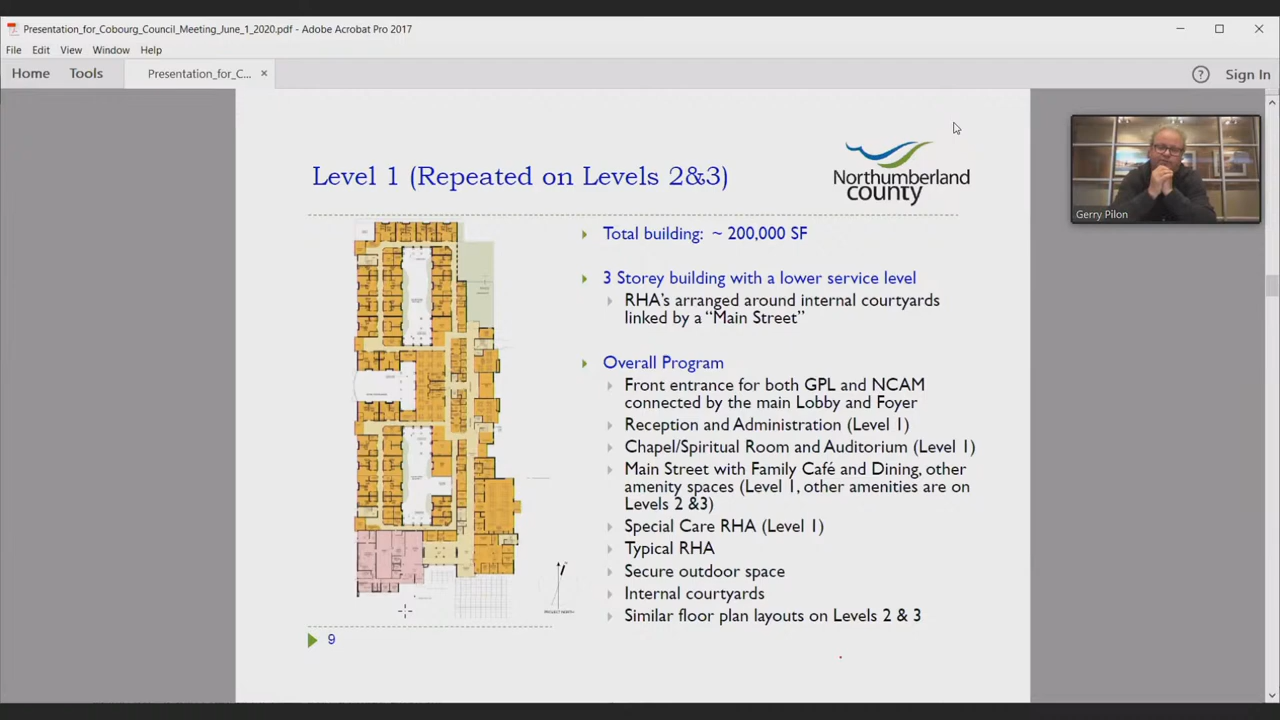 Presentation_for_Cobourg_Council_Meeting_June_1_2020.pdf - Adobe Acrobat Pro 2017
File Edit View Window Help
Home Tools Presentation_for_C... × ? Sign In
Level 1 (Repeated on Levels 2&3)
Northumberland
county
Gerry Pilon
Total building: ~ 200,000 SF
3 Storey building with a lower service level
RHA's arranged around internal courtyards
linked by a “Main Street”
Overall Program
Front entrance for both GPL and NCAM
connected by the main Lobby and Foyer
Reception and Administration (Level 1)
Chapel/Spiritual Room and Auditorium (Level 1)
Main Street with Family Café and Dining, other
amenity spaces (Level 1, other amenities are on
Levels 2 &3)
Special Care RHA (Level 1)
Typical RHA
Secure outdoor space
Internal courtyards
Similar floor plan layouts on Levels 2 & 3
PROJECT NORTH
9